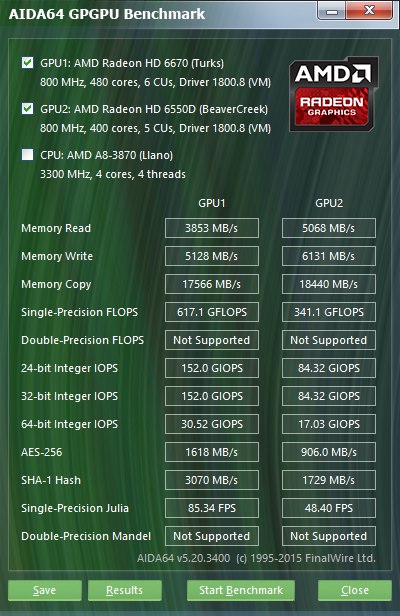 AIDA64 GPGPU Benchmark
GPU1: AMD Radeon HD 6670 (Turks)
800 MHz, 480 cores, 6 CUs, Driver 1800.8 (VM)
GPU2: AMD Radeon HD 6550D (BeaverCreek)
800 MHz, 400 cores, 5 CUs, Driver 1800.8 (VM)
CPU: AMD A8-3870 (Llano)
3300 MHz, 4 cores, 4 threads
AMD
RADEON
GRAPHICS
GPU1 GPU2
Memory Read 3853 MB/s 5068 MB/s
Memory Write 5128 MB/s 6131 MB/s
Memory Copy 17566 MB/s 18440 MB/s
Single-Precision FLOPS 617.1 GFLOPS 341.1 GFLOPS
Double-Precision FLOPS Not Supported Not Supported
24-bit Integer IOPS 152.0 GIOPS 84.32 GIOPS
32-bit Integer IOPS 152.0 GIOPS 84.32 GIOPS
64-bit Integer IOPS 30.52 GIOPS 17.03 GIOPS
AES-256 1618 MB/s 906.0 MB/s
SHA-1 Hash 3070 MB/s 1729 MB/s
Single-Precision Julia 85.34 FPS 48.40 FPS
Double-Precision Mandel Not Supported Not Supported
AIDA64 v5.20.3400 (c) 1995-2015 FinalWire Ltd.
Save Results Start Benchmark Close